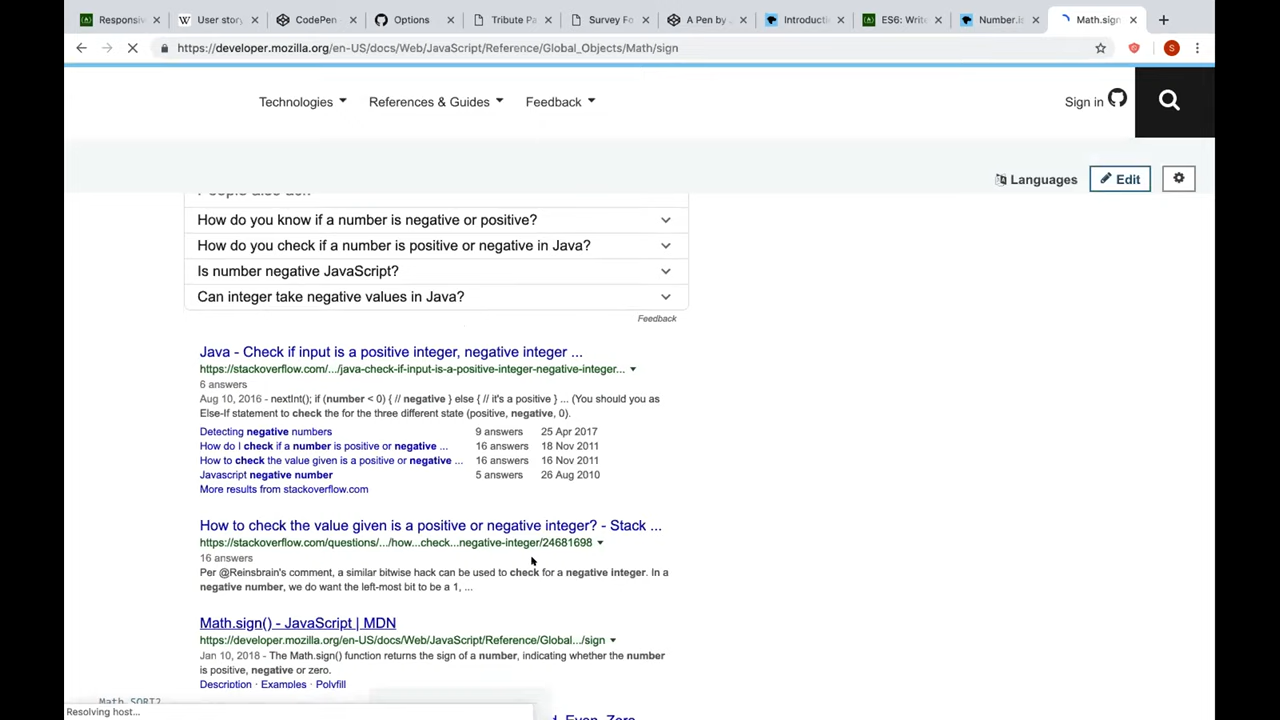 Responsiv
User story
CodePen
Options
Tribute Pa
Survey Fo
A Pen by
Introducti
ES6: Write
Number.is
Math.sign
https://developer.mozilla.org/en-US/docs/Web/JavaScript/Reference/Global_Objects/Math/sign
S
Technologies
References & Guides
Feedback
Sign in
Languages
Edit
People also ask
How do you know if a number is negative or positive?
How do you check if a number is positive or negative in Java?
Is number negative JavaScript?
Can integer take negative values in Java?
Feedback
Java - Check if input is a positive integer, negative integer ...
https://stackoverflow.com/.../java-check-if-input-is-a-positive-integer-negative-integer...
6 answers
Aug 10, 2016 - nextInt(); if (number < 0) { // negative } else { // it's a positive } ... (You should you as
Else-If statement to check the for the three different state (positive, negative, 0).
Detecting negative numbers 9 answers 25 Apr 2017
How do I check if a number is positive or negative ... 16 answers 18 Nov 2011
How to check the value given is a positive or negative ... 16 answers 16 Nov 2011
Javascript negative number 5 answers 26 Aug 2010
More results from stackoverflow.com
How to check the value given is a positive or negative integer? - Stack ...
https://stackoverflow.com/questions/.../how...check...negative-integer/24681698
16 answers
Per @Reinsbrain's comment, a similar bitwise hack can be used to check for a negative integer. In a
negative number, we do want the left-most bit to be a 1, ...
Math.sign() - JavaScript | MDN
https://developer.mozilla.org/en-US/docs/Web/JavaScript/Reference/Global.../sign
Jan 10, 2018 - The Math.sign() function returns the sign of a number, indicating whether the number
is positive, negative or zero.
Description · Examples · Polyfill
Math.SQRT2
Resolving host...
Even, Zero